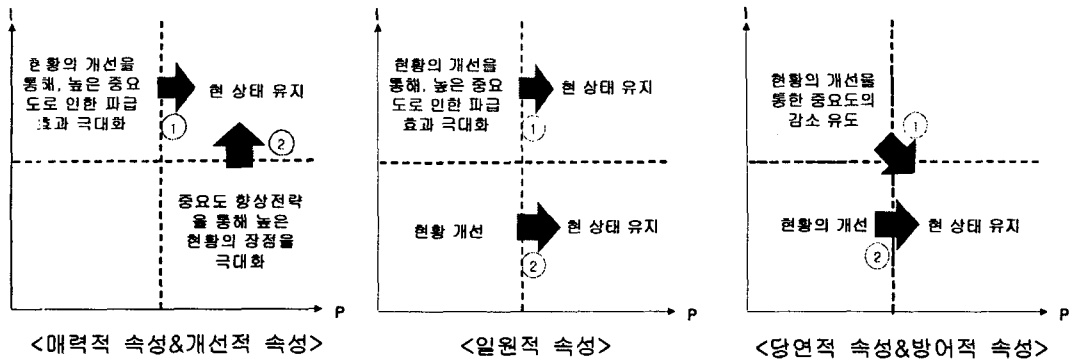 I
현황의 개선을
통해, 높은 중요
도로 인한 파급
효과 극대화
현 상태 유지
1
2
중요도 향상전략
을 통해 높은
현황의 장점을
극대화
P
<매력적 속성&개선적 속성>
I
현황의 개선을
통해, 높은 중요
도로 인한 파급
효과 극대화
현 상태 유지
1
현황 개선
현 상태 유지
2
P
<일원적 속성>
I
현황의 개선을
통한 중요도의
감소 유도
1
현황의 개선
현 상태 유지
2
P
<당연적 속성&방어적 속성>